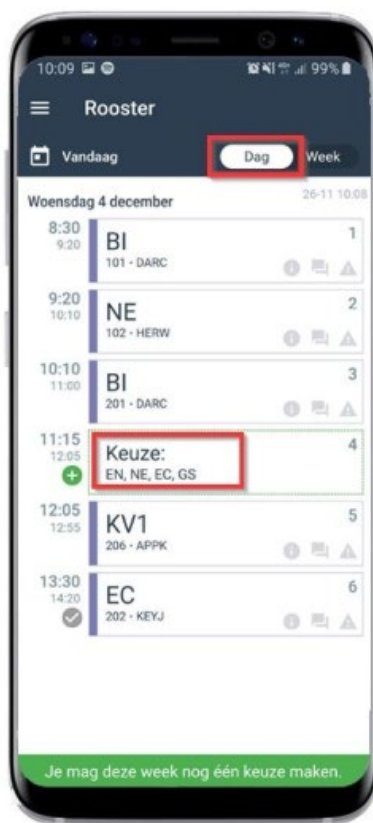 10:09 99%
Rooster
Vandaag Dag Week
Woensdag 4 december 26-11 10:08
8:30 BI 1
9:20 101 - DARC
9:20 NE 2
10:10 102 - HERW
10:10 BI 3
11:00 201 - DARC
11:15 Keuze: 4
12:05 EN, NE, EC, GS
12:05 KV1 5
12:55 206 - APPK
13:30 EC 6
14:20 202 - KEYJ
Je mag deze week nog één keuze maken.